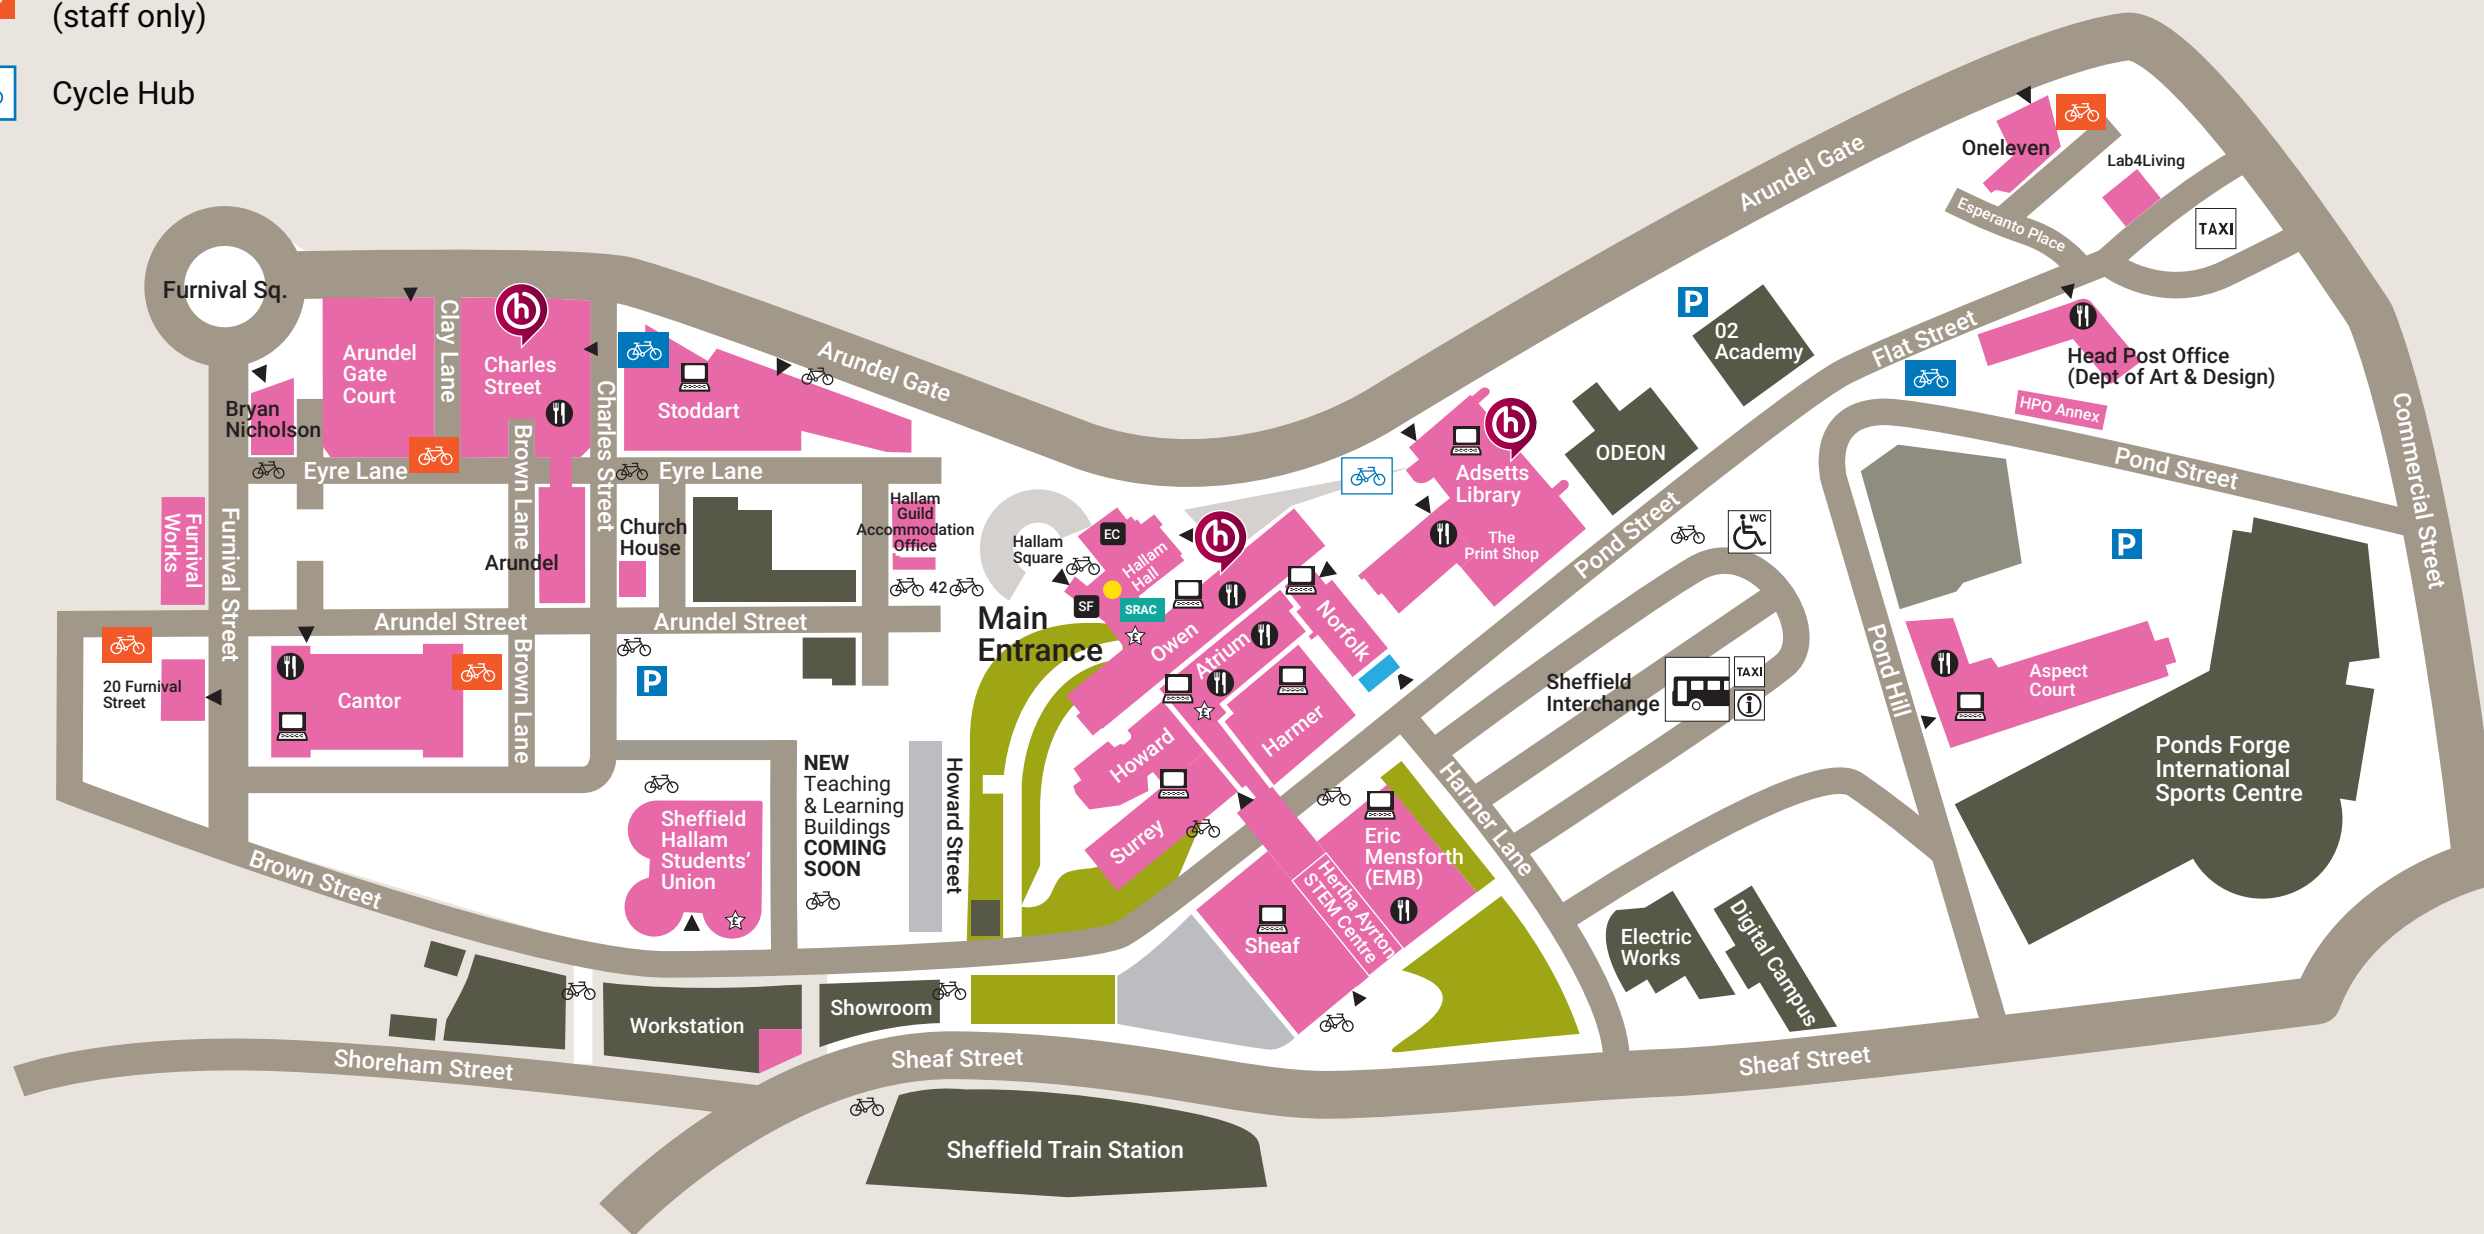 (staff only)
Cycle Hub
Furnival Sq.
Arundel
Gate
Court
Clay Lane
Charles
Street
Charles Street
Stoddart
Arundel Gate
Bryan
Nicholson
Eyre Lane
Eyre Lane
Brown Lane
Furnival
Works
Furnival Street
Arundel
Church
House
Hallam
Guild
Accommodation
Office
42
Arundel Street
Arundel Street
20 Furnival
Street
Cantor
Brown Lane
P
Brown Street
Sheffield
Hallam
Students’
Union
£
NEW
Teaching
& Learning
Buildings
COMING
SOON
Howard Street
Hallam
Square
EC
Hallam
Hall
SF
SRAC
£
Main
Entrance
h
h
h
Owen
Atrium
£
Norfolk
Harmer
Howard
Surrey
Adsetts
Library
The
Print Shop
ODEON
P
02
Academy
Arundel Gate
Oneleven
Lab4Living
Esperanto Place
TAXI
Flat Street
Head Post Office
(Dept of Art & Design)
HPO Annex
Pond Street
Pond Street
Commercial Street
P
WC
Sheffield
Interchange
TAXI
i
Pond Hill
Aspect
Court
Ponds Forge
International
Sports Centre
Harmer Lane
Eric
Mensforth
(EMB)
Hertha Ayrton
STEM Centre
Sheaf
Electric
Works
Digital Campus
Workstation
Showroom
Shoreham Street
Sheaf Street
Sheaf Street
Sheffield Train Station